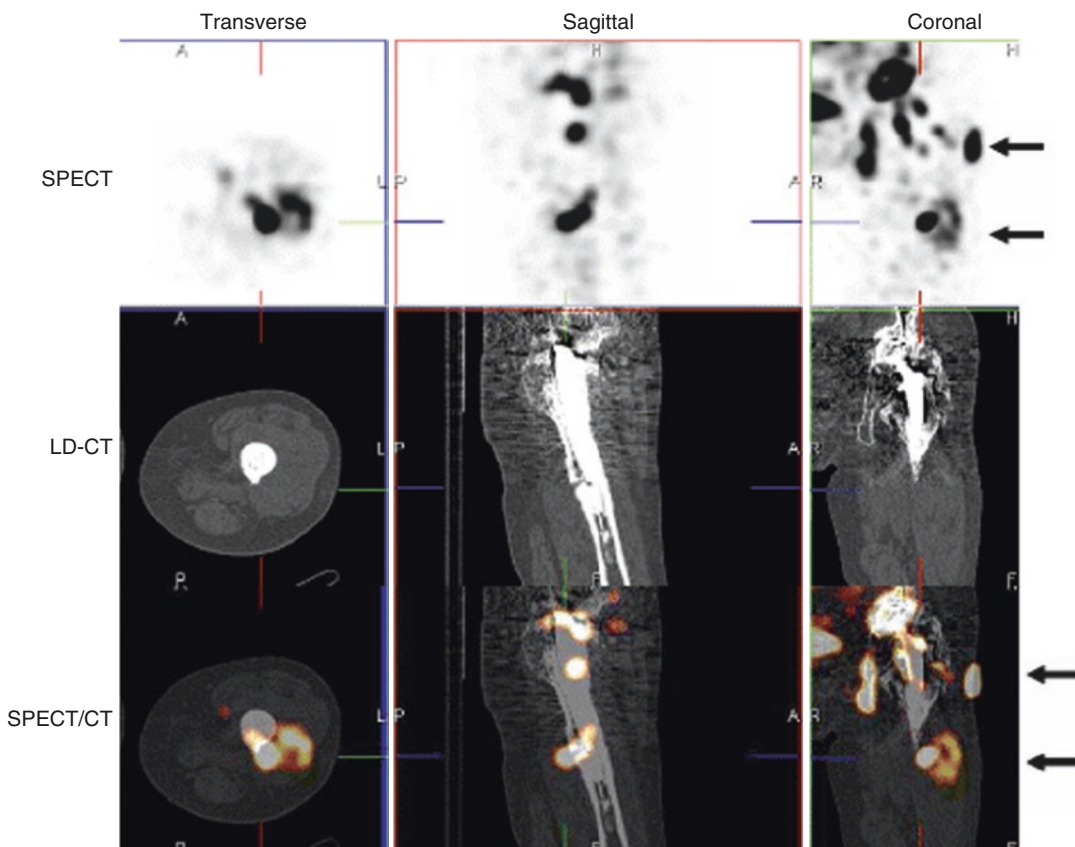 Transverse Sagittal Coronal
A H H
SPECT
L P A R
A H
LD-CT
L P A R
P F F
SPECT/CT
L P A R